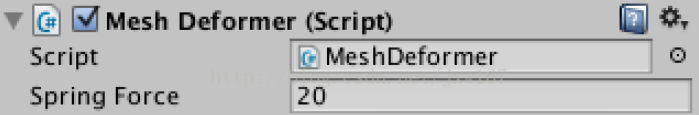 Mesh Deformer (Script)
Script MeshDeformer
Spring Force 20